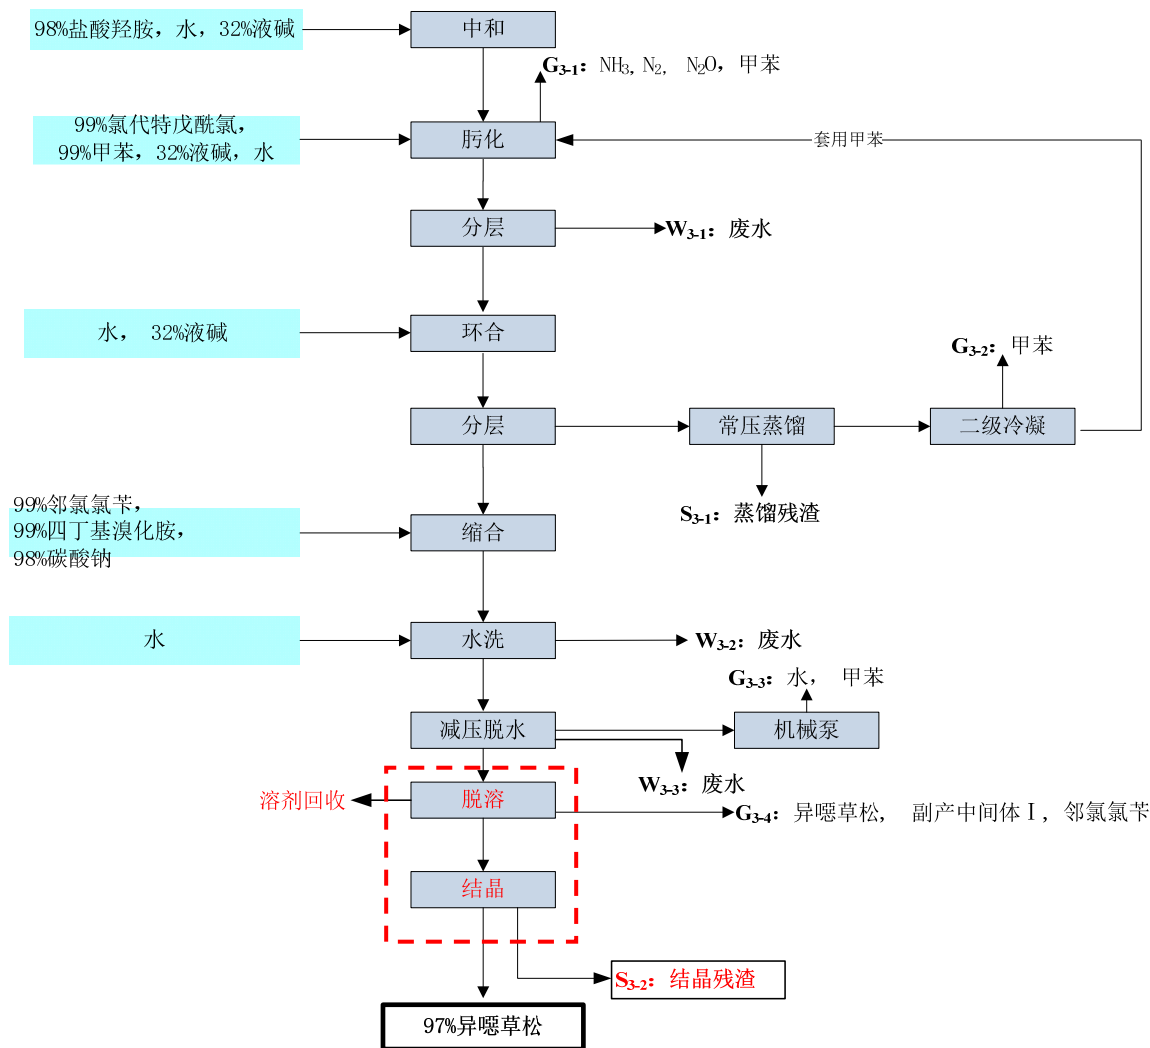 98%盐酸羟胺，水，32%液碱
中和
G3-1：NH3, N2, N2O，甲苯
99%氯代特戊酰氯，
99%甲苯，32%液碱，水
肟化
套用甲苯
分层
W3-1：废水
水， 32%液碱
环合
G3-2：甲苯
分层
常压蒸馏
二级冷凝
S3-1：蒸馏残渣
99%邻氯氯苄，
99%四丁基溴化胺，
98%碳酸钠
缩合
水
水洗
W3-2：废水
G3-3：水， 甲苯
减压脱水
机械泵
W3-3：废水
溶剂回收
脱溶
G3-4：异噁草松， 副产中间体Ⅰ, 邻氯氯苄
结晶
S3-2：结晶残渣
97%异噁草松